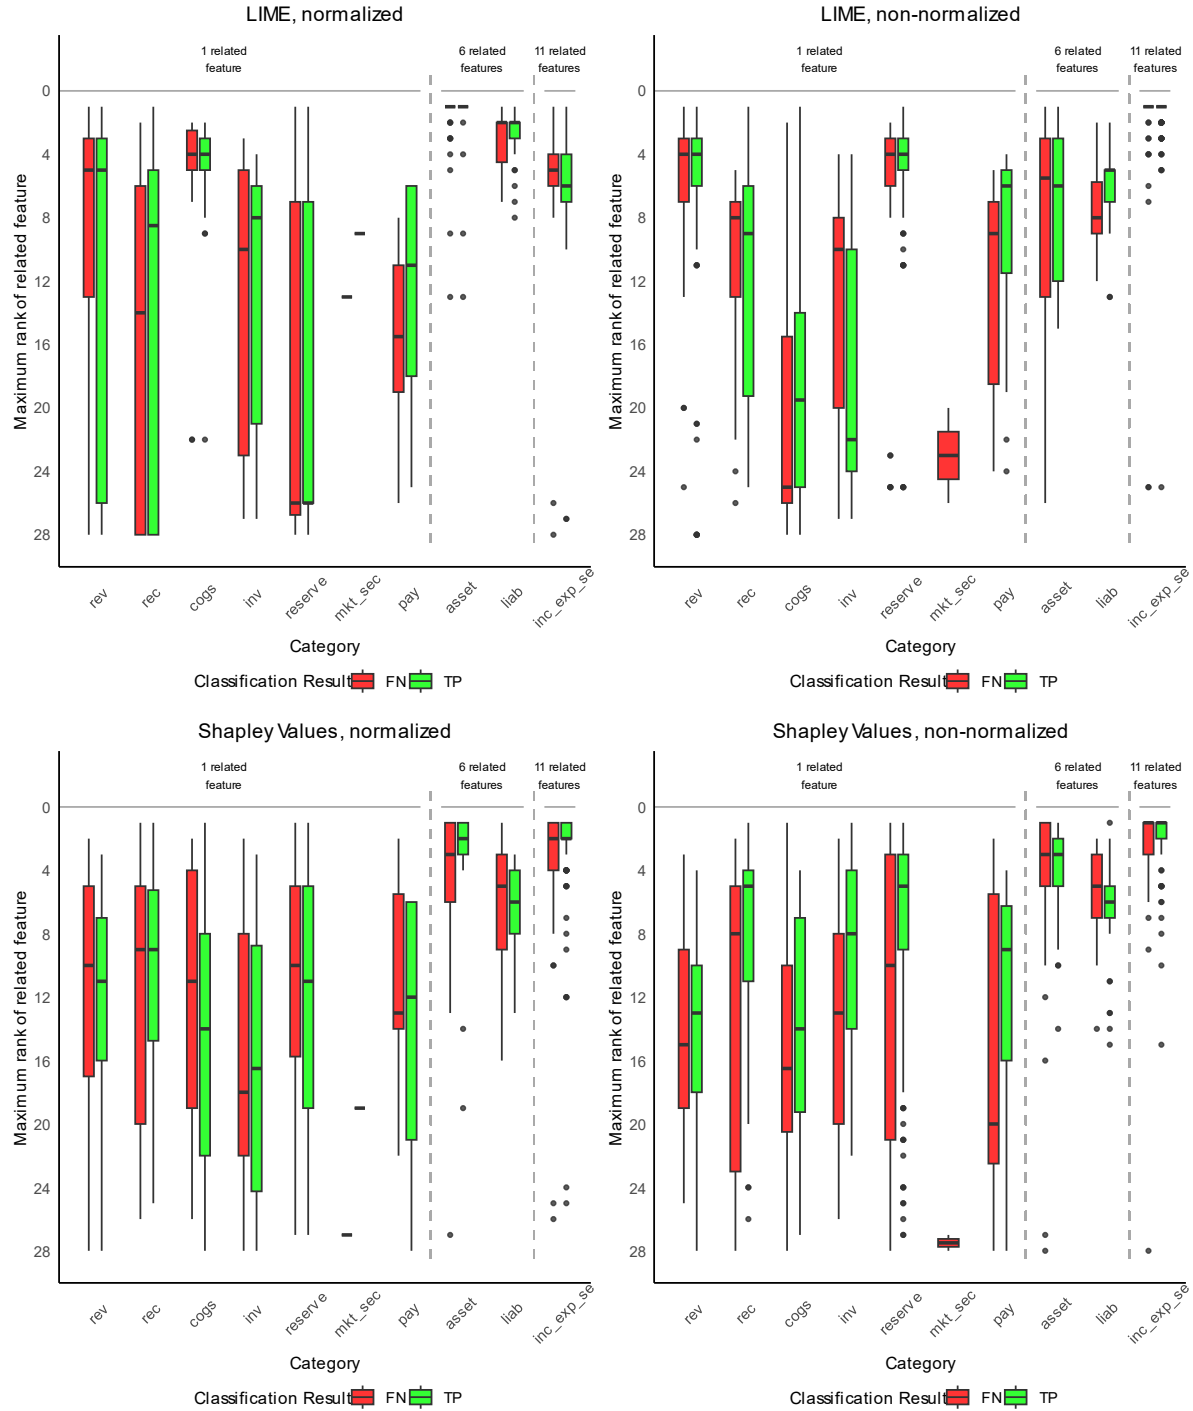 LIME, normalized
1 related
feature
6 related
features
11 related
features
Maximum rank of related feature
0
4
8
12
16
20
24
28
rev
rec
cogs
inv
reserve
mkt_sec
pay
asset
liab
inc_exp_se
Category
Classification Result FN TP
LIME, non-normalized
1 related
feature
6 related
features
11 related
features
Maximum rank of related feature
0
4
8
12
16
20
24
28
rev
rec
cogs
inv
reserve
mkt_sec
pay
asset
liab
inc_exp_se
Category
Classification Result FN TP
Shapley Values, normalized
1 related
feature
6 related
features
11 related
features
Maximum rank of related feature
0
4
8
12
16
20
24
28
rev
rec
cogs
inv
reserve
mkt_sec
pay
asset
liab
inc_exp_se
Category
Classification Result FN TP
Shapley Values, non-normalized
1 related
feature
6 related
features
11 related
features
Maximum rank of related feature
0
4
8
12
16
20
24
28
rev
rec
cogs
inv
reserve
mkt_sec
pay
asset
liab
inc_exp_se
Category
Classification Result FN TP